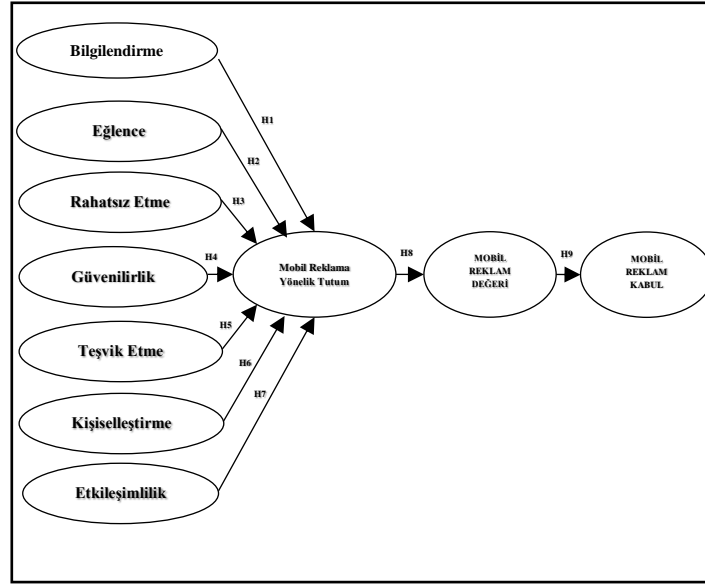 Bilgilendirme
H1
Eğlence
H2
Rahatsız Etme
H3
Güvenilirlik
H4
Mobil Reklama
Yönelik Tutum
H8
MOBİL
REKLAM
DEĞERİ
H9
MOBİL
REKLAM
KABUL
Teşvik Etme
H5
Kişiselleştirme
H6
Etkileşimlilik
H7